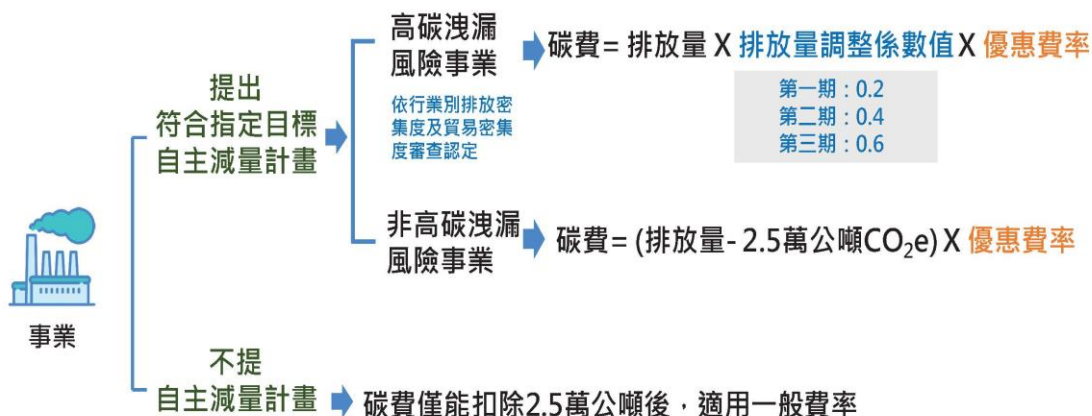 事業
提出
符合指定目標
自主減量計畫
高碳洩漏
風險事業
依行業別排放密
集度及貿易密集
度審查認定
碳費= 排放量 X 排放量調整係數值 X 優惠費率
第一期：0.2
第二期：0.4
第三期：0.6
非高碳洩漏
風險事業
碳費= (排放量- 2.5萬公噸CO₂e) X 優惠費率
不提
自主減量計畫
碳費僅能扣除2.5萬公噸後，適用一般費率